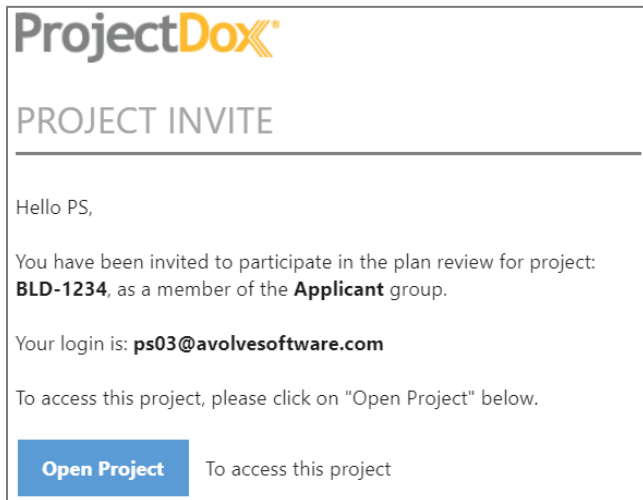 ProjectDox®
PROJECT INVITE
Hello PS,
You have been invited to participate in the plan review for project:
BLD-1234, as a member of the Applicant group.
Your login is: ps03@avolvesoftware.com
To access this project, please click on "Open Project" below.
Open Project To access this project